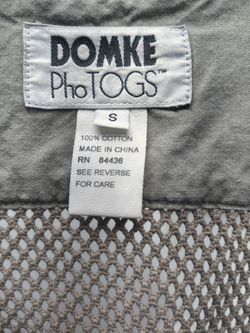 DOMKE
PhoTOGS™
S
100% COTTON
MADE IN CHINA
RN 84436
SEE REVERSE
FOR CARE